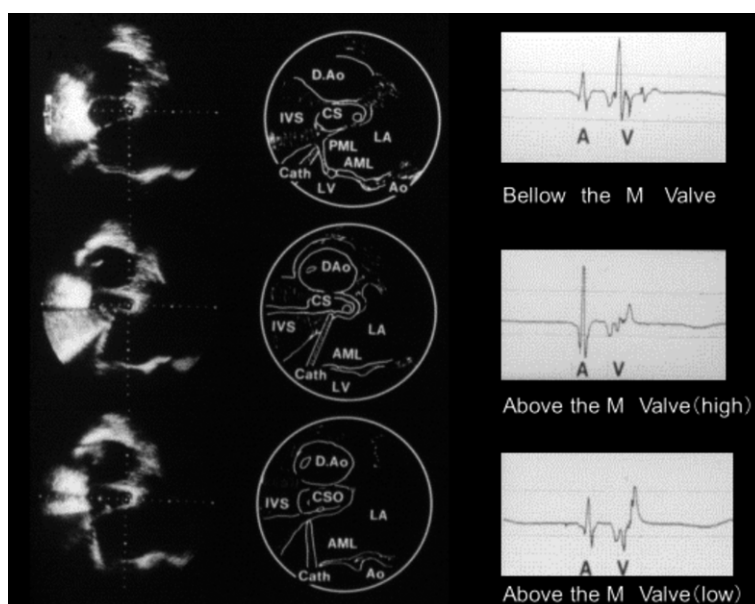 D.Ao
IVS
CS
LA
PML
AML
Cath
LV
Ao
A V
Bellow the M Valve
DAo
CS
IVS
LA
AML
Cath
LV
A V
Above the M Valve(high)
D.Ao
IVS
CSO
LA
AML
Cath
Ao
A V
Above the M Valve(low)